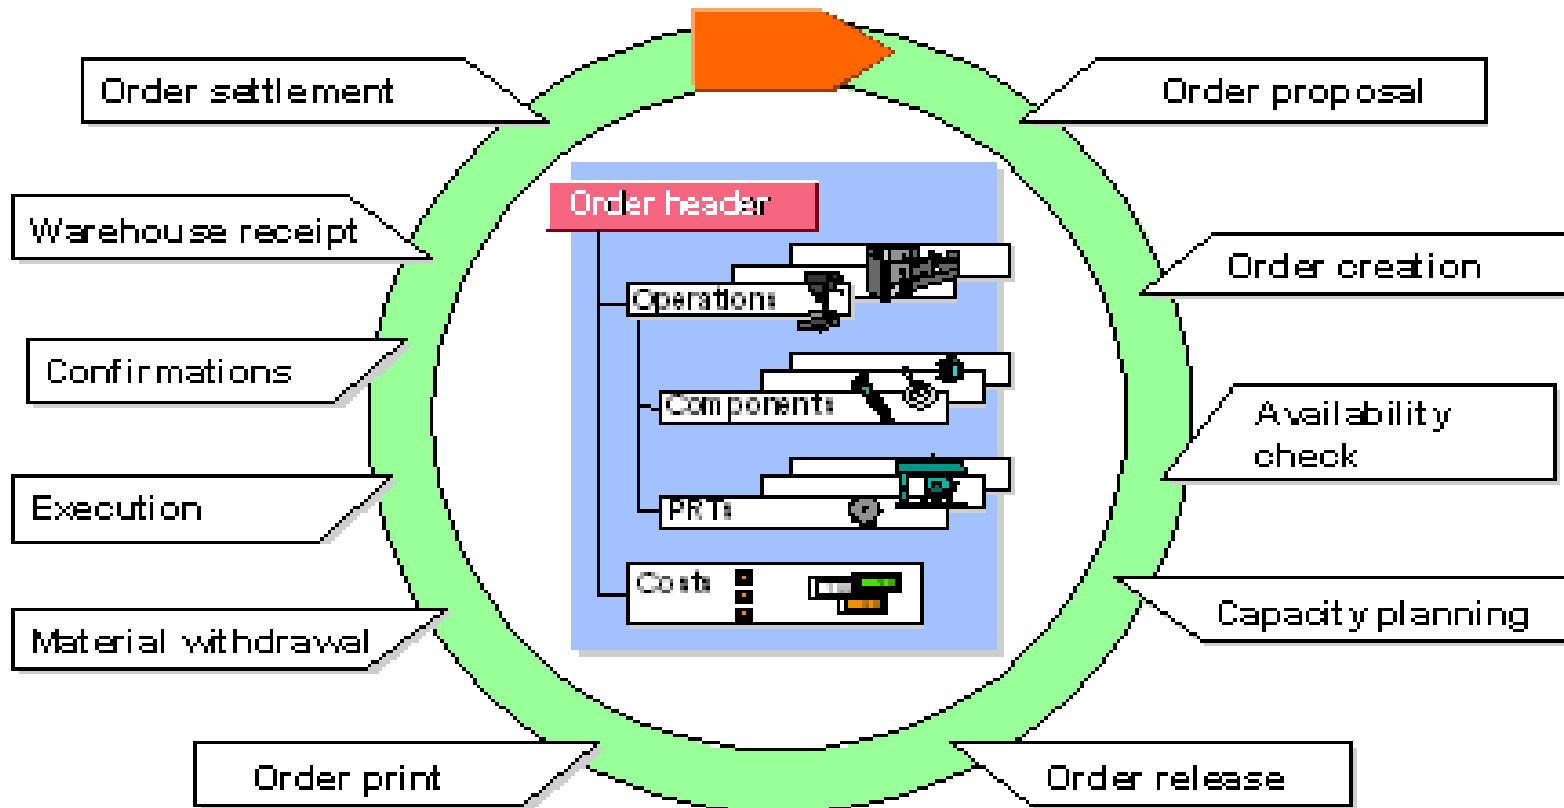 Order settlement
Order proposal
Order header
Warehouse receipt
Order creation
Operations
Confirmations
Components
Availability
check
Execution
PRTs
Costs
Material withdrawal
Capacity planning
Order print
Order release